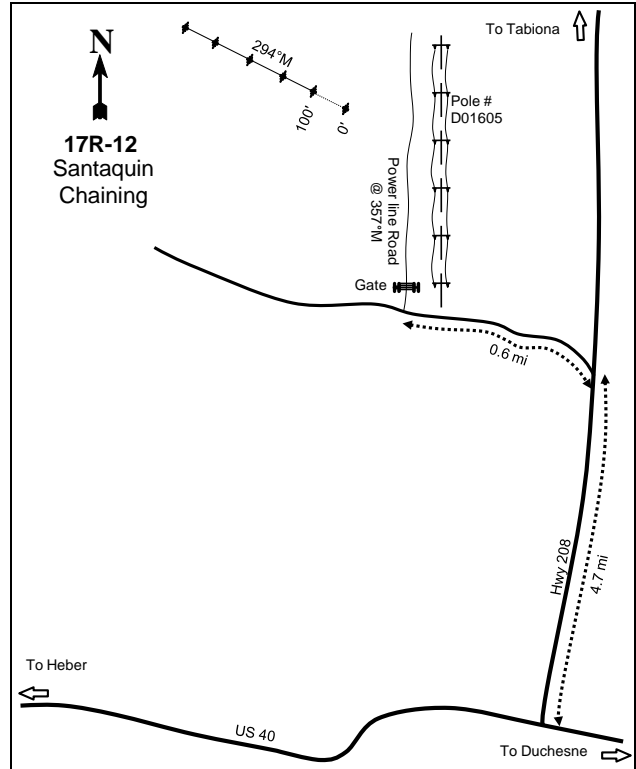 To Tabiona
N
17R-12
Santaquin
Chaining
294°M
100'
0'
Pole #
D01605
Power line Road
@ 357°M
Gate
0.6 mi
Hwy 208
4.7 mi
To Heber
US 40
To Duchesne